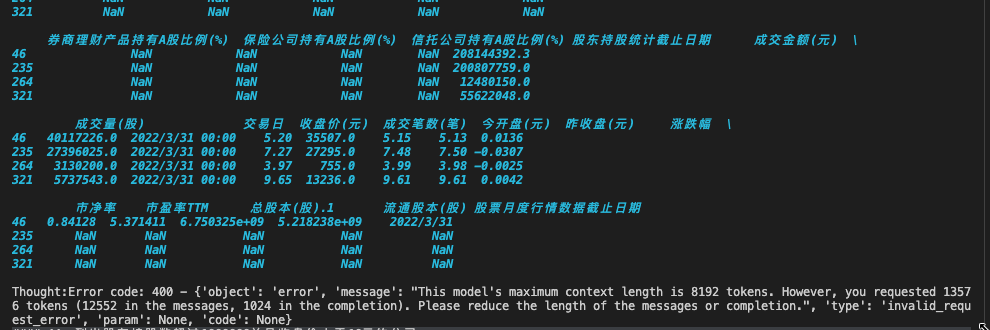 321 NaN NaN NaN NaN NaN
券商理财产品持有A股比例(%) 保险公司持有A股比例(%) 信托公司持有A股比例(%) 股东持股统计截止日期 成交金额(元) \
46 NaN NaN NaN NaN 208144392.3
235 NaN NaN NaN NaN 200807759.0
264 NaN NaN NaN NaN 12480150.0
321 NaN NaN NaN NaN 55622048.0
成交量(股) 交易日 收盘价(元) 成交笔数(笔) 今开盘(元) 昨收盘(元) 涨跌幅 \
46 40117226.0 2022/3/31 00:00 5.20 35507.0 5.15 5.13 0.0136
235 27396025.0 2022/3/31 00:00 7.27 27295.0 7.48 7.50 −0.0307
264 3130200.0 2022/3/31 00:00 3.97 755.0 3.99 3.98 −0.0025
321 5737543.0 2022/3/31 00:00 9.65 13236.0 9.61 9.61 0.0042
市净率 市盈率TTM 总股本(股).1 流通股本(股) 股票月度行情数据截止日期
46 0.84128 5.371411 6.750325e+09 5.218238e+09 2022/3/31
235 NaN NaN NaN NaN NaN
264 NaN NaN NaN NaN NaN
321 NaN NaN NaN NaN NaN
Thought:Error code: 400 − {'object': 'error', 'message': "This model's maximum context length is 8192 tokens. However, you requested 1357
6 tokens (12552 in the messages, 1024 in the completion). Please reduce the length of the messages or completion.", 'type': 'invalid_requ
est_error', 'param': None, 'code': None}